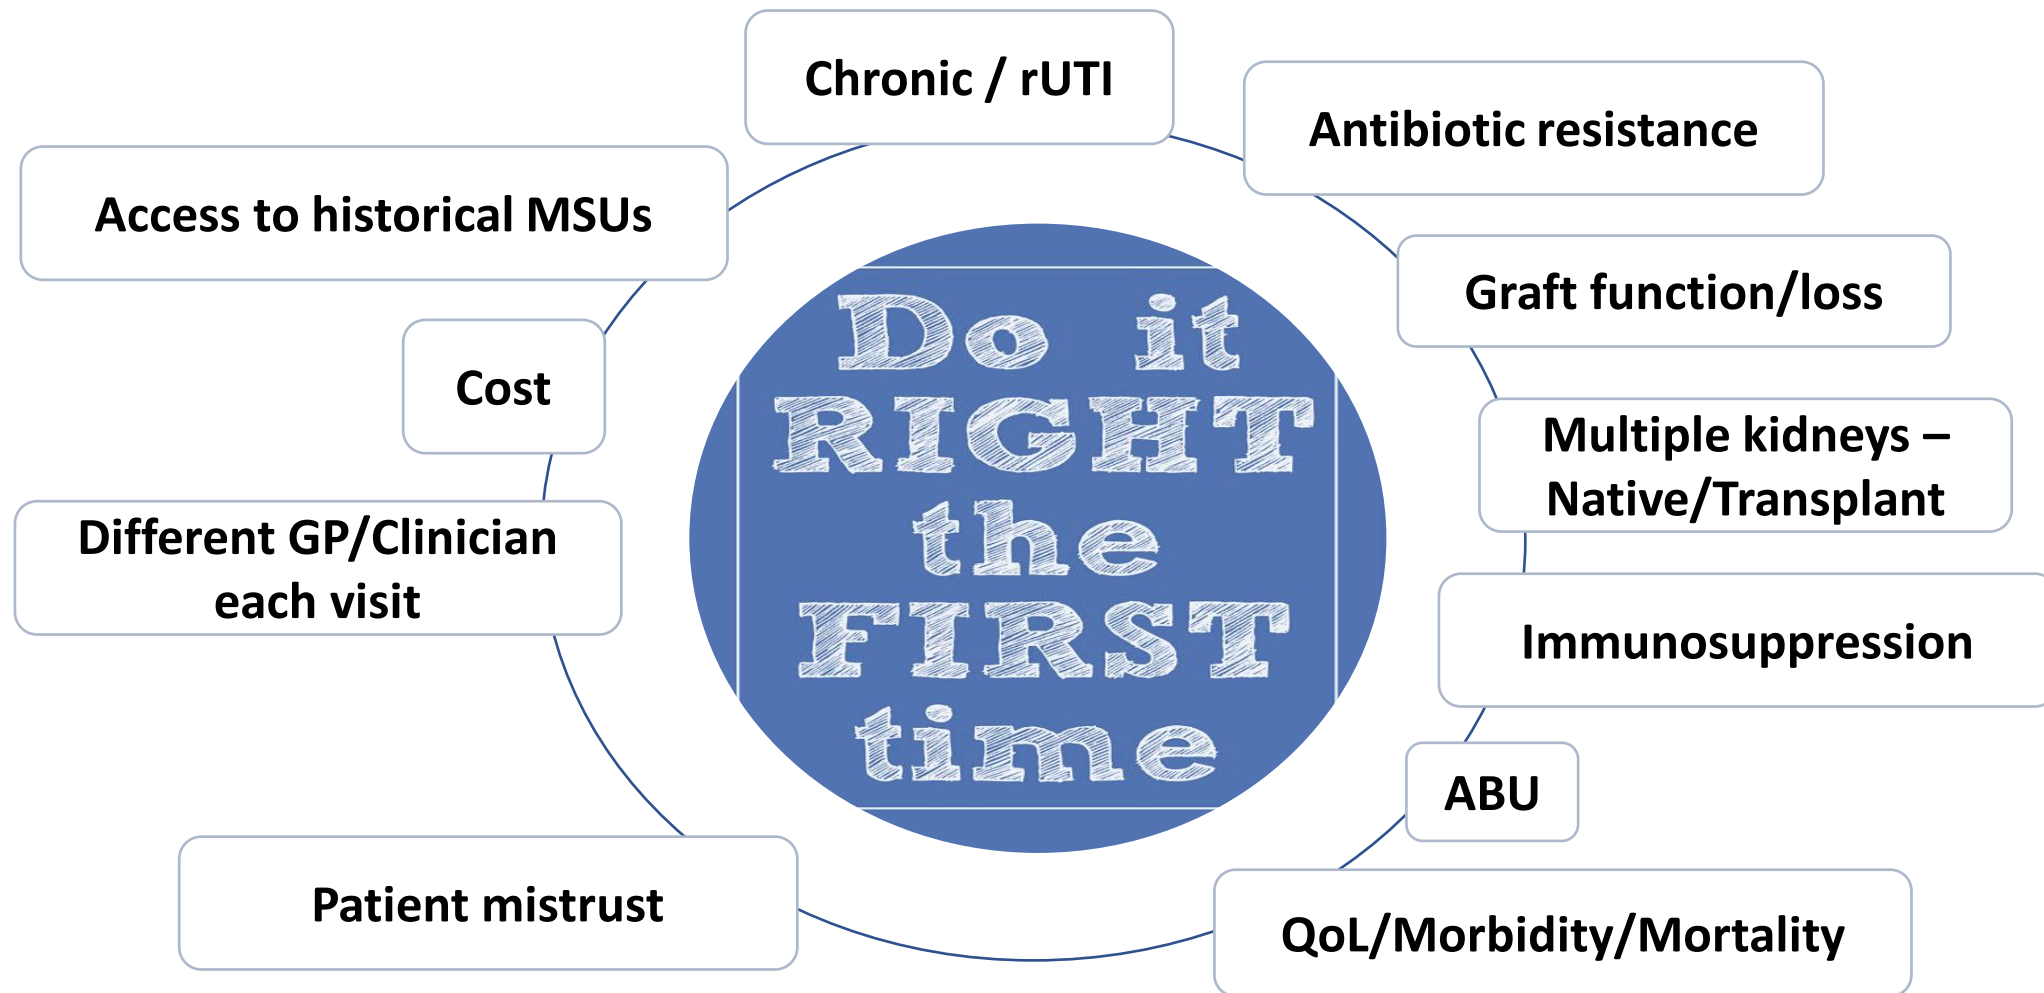 Chronic / rUTI
Antibiotic resistance
Access to historical MSUs
Graft function/loss
Cost
Multiple kidneys –
Native/Transplant
Different GP/Clinician
each visit
Immunosuppression
ABU
Patient mistrust
QoL/Morbidity/Mortality
Do it
RIGHT
the
FIRST
time